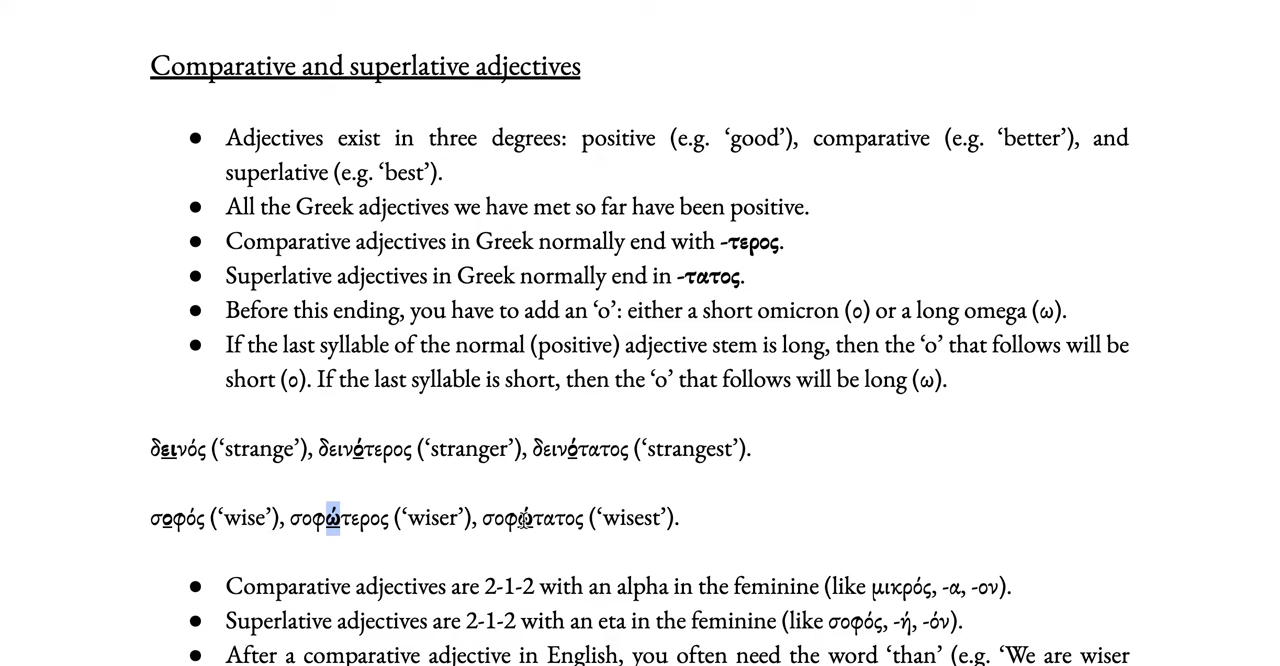 Comparative and superlative adjectives
● Adjectives exist in three degrees: positive (e.g. ‘good’), comparative (e.g. ‘better’), and
superlative (e.g. ‘best’).
● All the Greek adjectives we have met so far have been positive.
● Comparative adjectives in Greek normally end with -τερος.
● Superlative adjectives in Greek normally end in -τατος.
● Before this ending, you have to add an ‘o’: either a short omicron (ο) or a long omega (ω).
● If the last syllable of the normal (positive) adjective stem is long, then the ‘o’ that follows will be
short (ο). If the last syllable is short, then the ‘o’ that follows will be long (ω).
δεινός (‘strange’), δεινότερος (‘stranger’), δεινότατος (‘strangest’).
σοφός (‘wise’), σοφώτερος (‘wiser’), σοφώτατος (‘wisest’).
● Comparative adjectives are 2-1-2 with an alpha in the feminine (like μικρός, -α, -ον).
● Superlative adjectives are 2-1-2 with an eta in the feminine (like σοφός, -ή, -όν).
● After a comparative adjective in English, you often need the word ‘than’ (e.g. ‘We are wiser